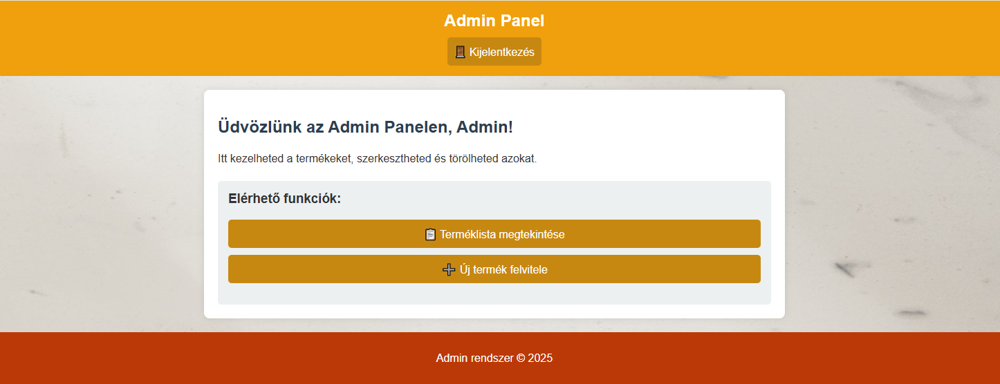 Admin Panel
Kijelentkezés
Üdvözlünk az Admin Panelen, Admin!
Itt kezelheted a termékeket, szerkesztheted és törölheted azokat.
Elérhető funkciók:
Terméklista megtekintése
Új termék felvitele
Admin rendszer © 2025